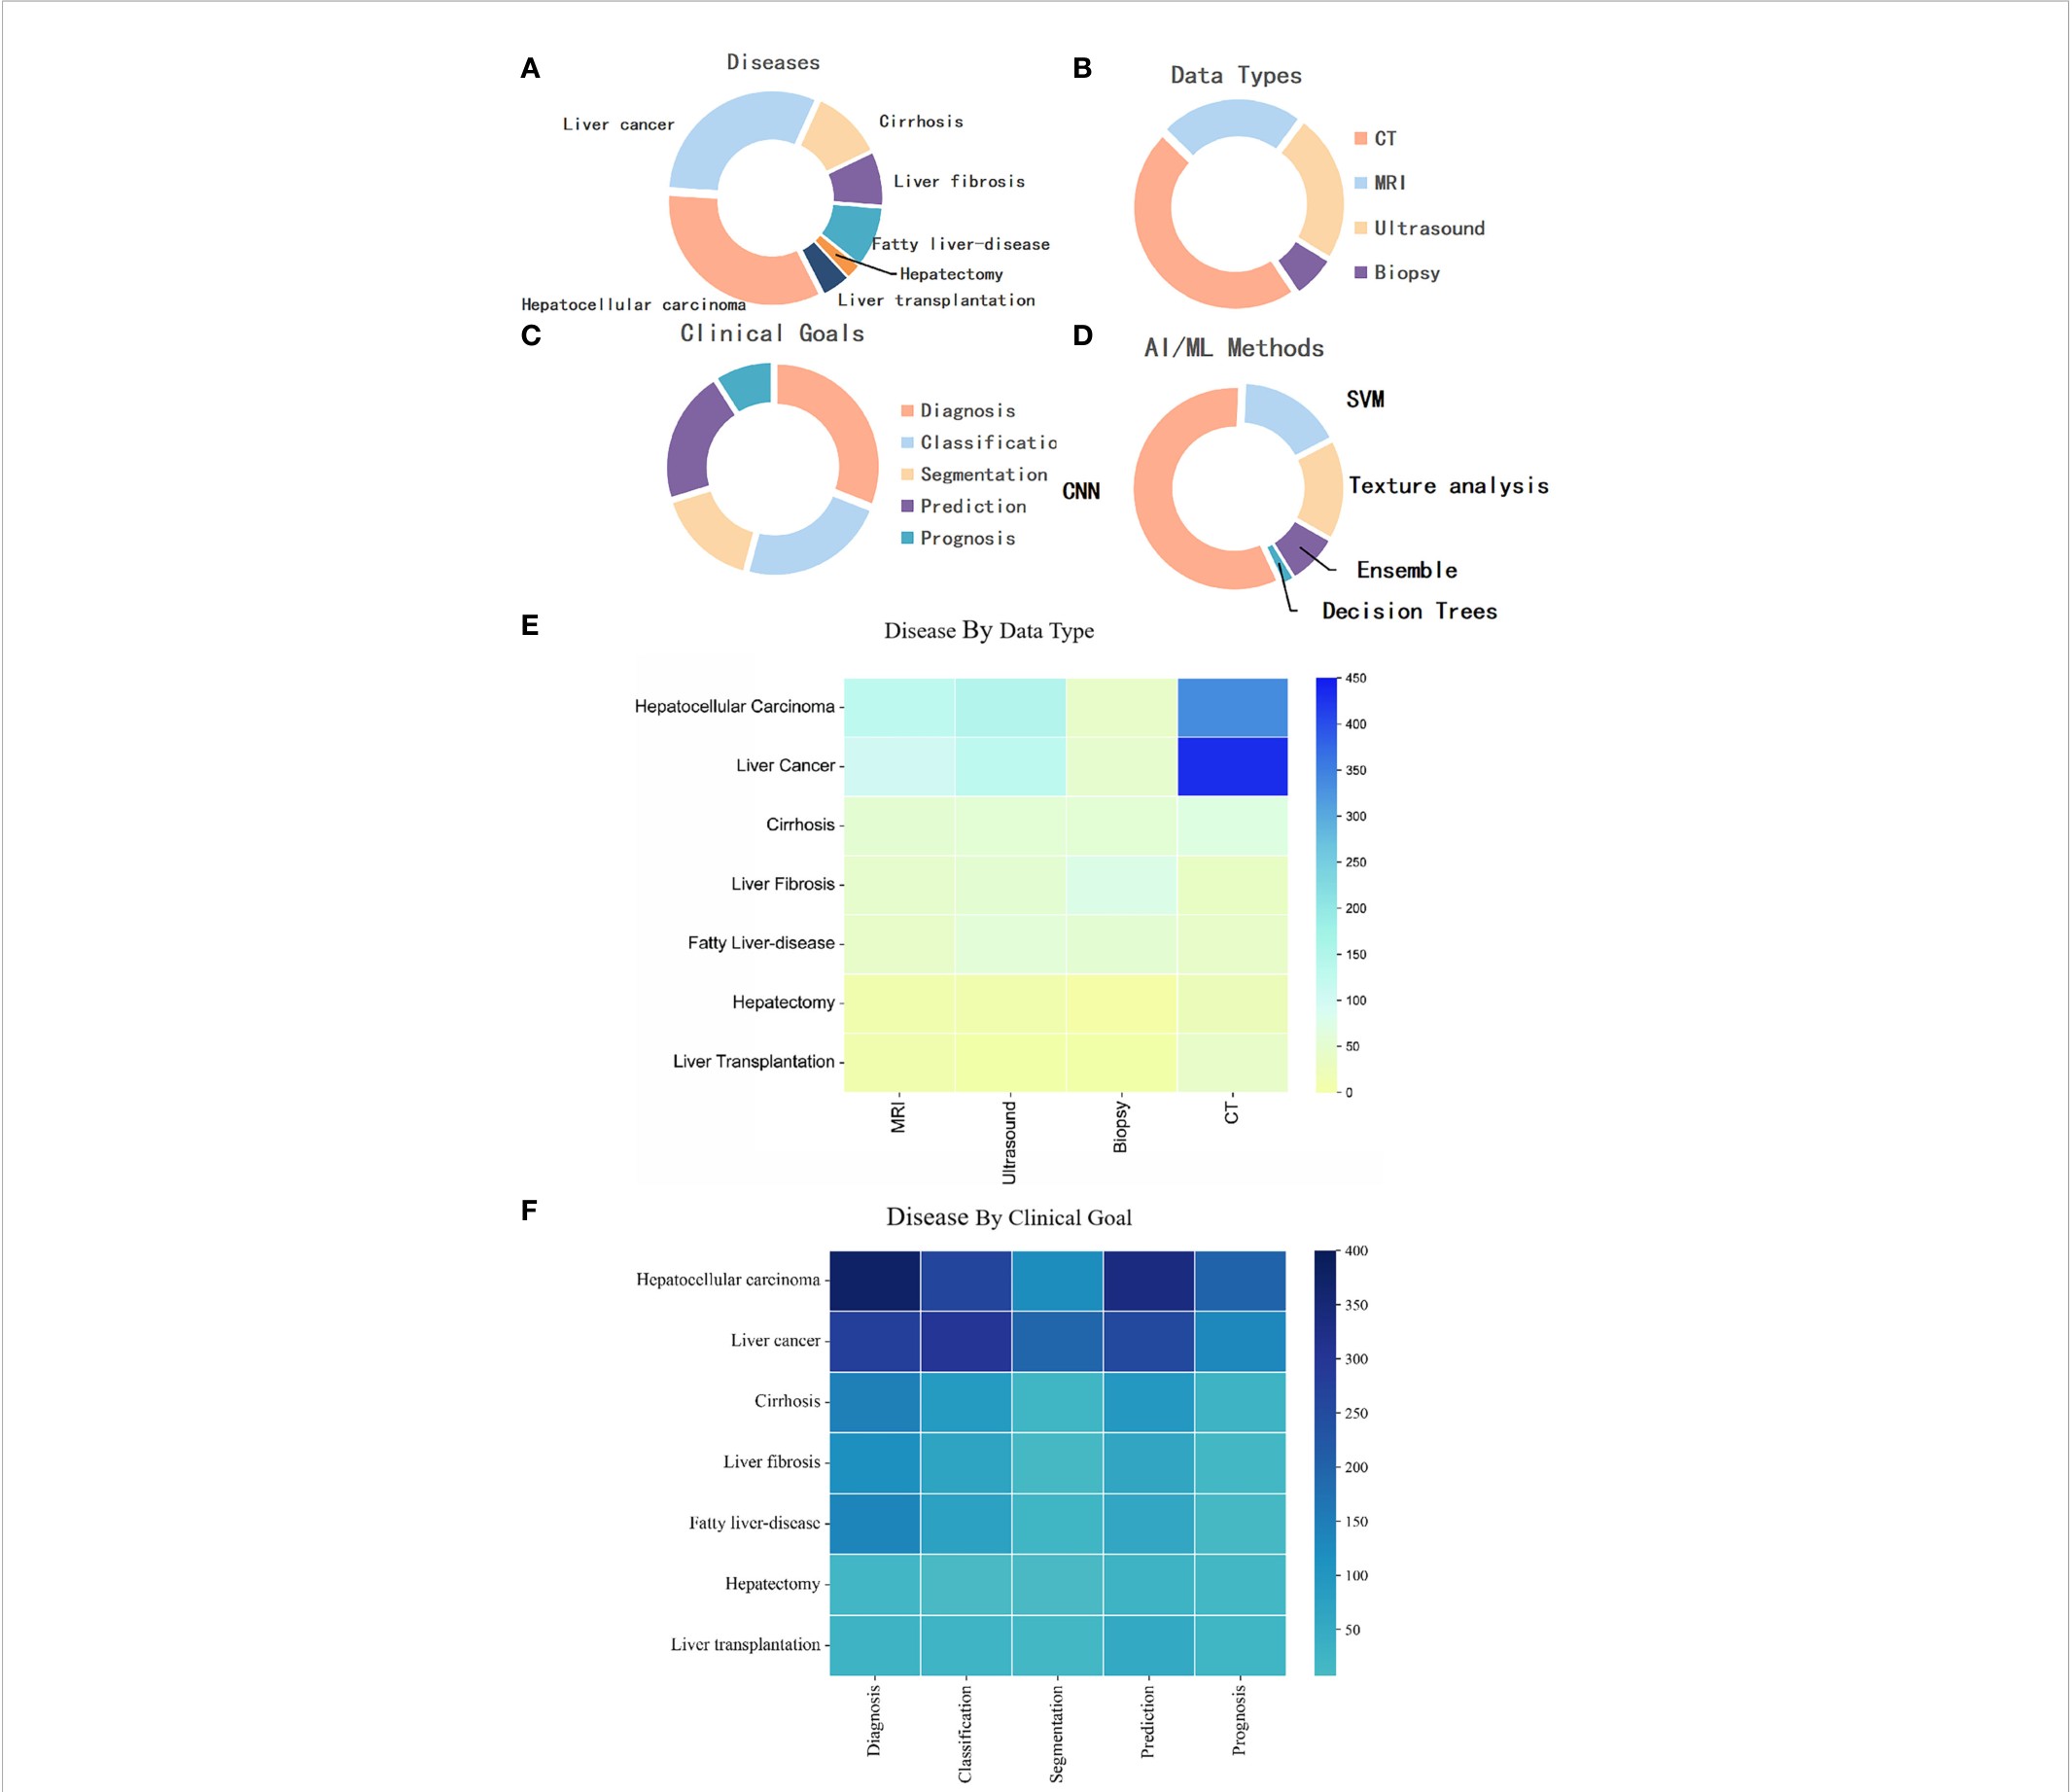 A
Diseases
Liver cancer
Cirrhosis
Liver fibrosis
Fatty liver-disease
Hepatectomy
Liver transplantation
Hepatocellular carcinoma
B
Data Types
CT
MRI
Ultrasound
Biopsy
C
Clinical Goals
Diagnosis
Classificatio
Segmentation
Prediction
Prognosis
D
AI/ML Methods
SVM
Texture analysis
CNN
Ensemble
Decision Trees
E
Disease By Data Type
Hepatocellular Carcinoma
Liver Cancer
Cirrhosis
Liver Fibrosis
Fatty Liver-disease
Hepatectomy
Liver Transplantation
MRI
Ultrasound
Biopsy
CT
450
400
350
300
250
200
150
100
50
0
F
Disease By Clinical Goal
Hepatocellular carcinoma
Liver cancer
Cirrhosis
Liver fibrosis
Fatty liver-disease
Hepatectomy
Liver transplantation
Diagnosis
Classification
Segmentation
Prediction
Prognosis
400
350
300
250
200
150
100
50